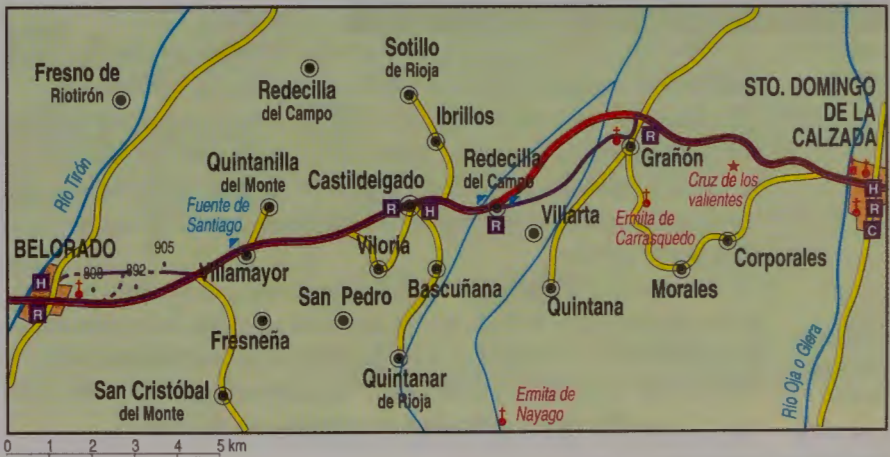 Fresno de
Riotirón
Redecilla
del Campo
Sotillo
de Rioja
Ibrillos
STO. DOMINGO
DE LA
CALZADA
Río Tirón
Quintanilla
del Monte
Castildelgado
Redecilla
del Campo
R
Grañón
Cruz de los
valientes
H
R
C
Fuente de
Santiago
R
H
R
Villarta
Ermita de
Carrasquedo
BELORADO
905
892
H
R
Villamayor
Viloria
Bascuñana
Corporales
Morales
San Pedro
Quintana
Fresneña
Quintanar
de Rioja
San Cristóbal
del Monte
Ermita de
Nayago
Río Oja o Glera
0 1 2 3 4 5 km